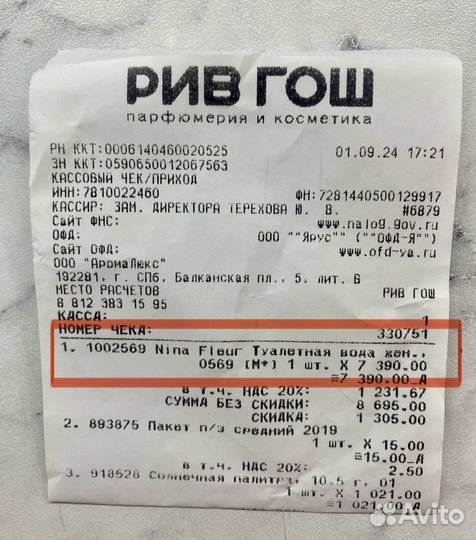 РИВ ГОШ
парфюмерия и косметика
РН ККТ:0006140460020525 01.09.24 17:21
ЗН ККТ:0590650012067563
КАССОВЫЙ ЧЕК/ПРИХОД
ИНН:7810022460 ФН:7281440500129917
КАССИР: ЗАМ. ДИРЕКТОРА ТЕРЕХОВА Ю. В. #6879
Сайт ФНС: www.nalog.gov.ru
ОФД: ООО ""Ярус"" (""ОФД-Я"")
Сайт ОФД: www.ofd-ya.ru
ООО "АромаЛюкс"
192281, г. СПб, Балканская пл., 5, лит. Б
МЕСТО РАСЧЕТОВ РИВ ГОШ
8 812 383 15 95
КАССА: 1
НОМЕР ЧЕКА: 330751
1. 1002569 Nina Fleur Туалетная вода жен.,
0569 (М+) 1 шт. X 7 390.00
≡7 390.00_А
в т.ч. НДС 20%: 1 231.67
СУММА БЕЗ СКИДКИ: 8 695.00
СКИДКА: 1 305.00
2. 893875 Пакет п/э средний 2019
1 шт. X 15.00
≡15.00_А
в т.ч. НДС 20%: 2.50
3. 918528 Солнечная палитра, 10,5 г. 01
1 шт. X 1 021.00
≡1 021.00_А
Avito